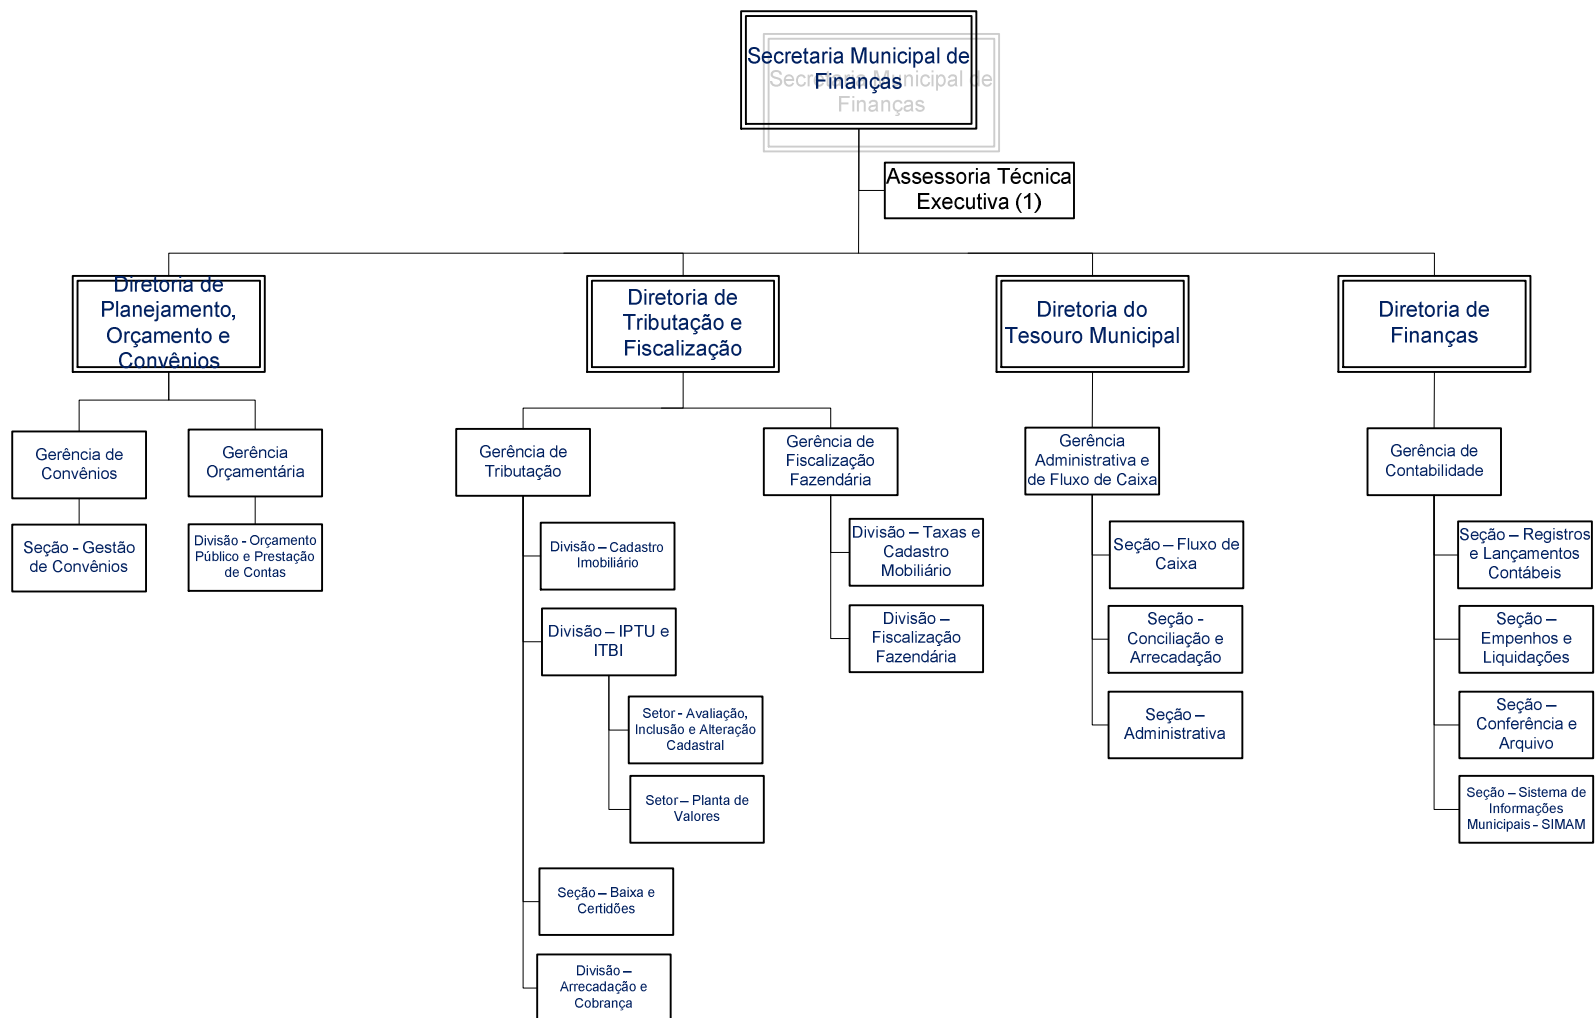 Secretaria Municipal de
Finanças
Secretaria Municipal de
Finanças
Assessoria Técnica
Executiva (1)
Diretoria de
Planejamento,
Orçamento e
Convênios
Diretoria de
Tributação e
Fiscalização
Diretoria do
Tesouro Municipal
Diretoria de
Finanças
Gerência de
Convênios
Gerência
Orçamentária
Gerência de
Tributação
Gerência de
Fiscalização
Fazendária
Gerência
Administrativa e
de Fluxo de Caixa
Gerência de
Contabilidade
Seção - Gestão
de Convênios
Divisão - Orçamento
Público e Prestação
de Contas
Divisão – Cadastro
Imobiliário
Divisão – IPTU e
ITBI
Setor - Avaliação,
Inclusão e Alteração
Cadastral
Setor – Planta de
Valores
Seção – Baixa e
Certidões
Divisão –
Arrecadação e
Cobrança
Divisão – Taxas e
Cadastro
Mobiliário
Divisão –
Fiscalização
Fazendária
Seção – Fluxo de
Caixa
Seção -
Conciliação e
Arrecadação
Seção –
Administrativa
Seção – Registros
e Lançamentos
Contábeis
Seção –
Empenhos e
Liquidações
Seção –
Conferência e
Arquivo
Seção – Sistema de
Informações
Municipais - SIMAM